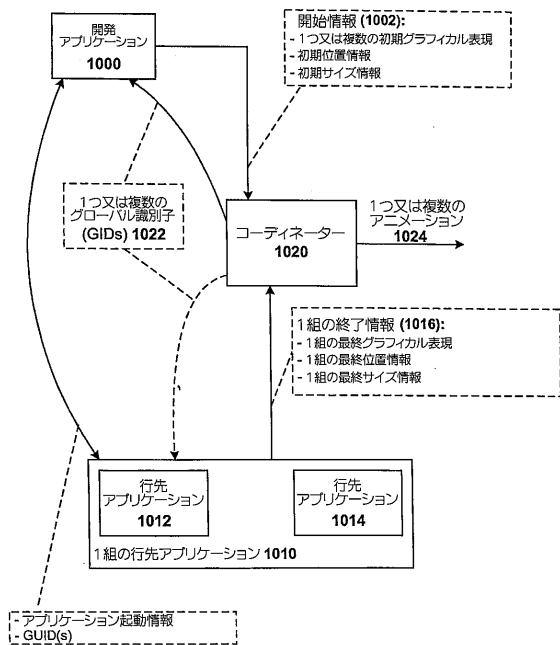 開発
アプリケーション
1000
開始情報 (1002):
- 1つ又は複数の初期グラフィカル表現
- 初期位置情報
- 初期サイズ情報
1つ又は複数の
グローバル識別子
(GIDs) 1022
コーディネーター
1020
1つ又は複数の
アニメーション
1024
1組の終了情報 (1016):
- 1組の最終グラフィカル表現
- 1組の最終位置情報
- 1組の最終サイズ情報
行先
アプリケーション
1012
行先
アプリケーション
1014
1組の行先アプリケーション 1010
- アプリケーション起動情報
- GUID(s)